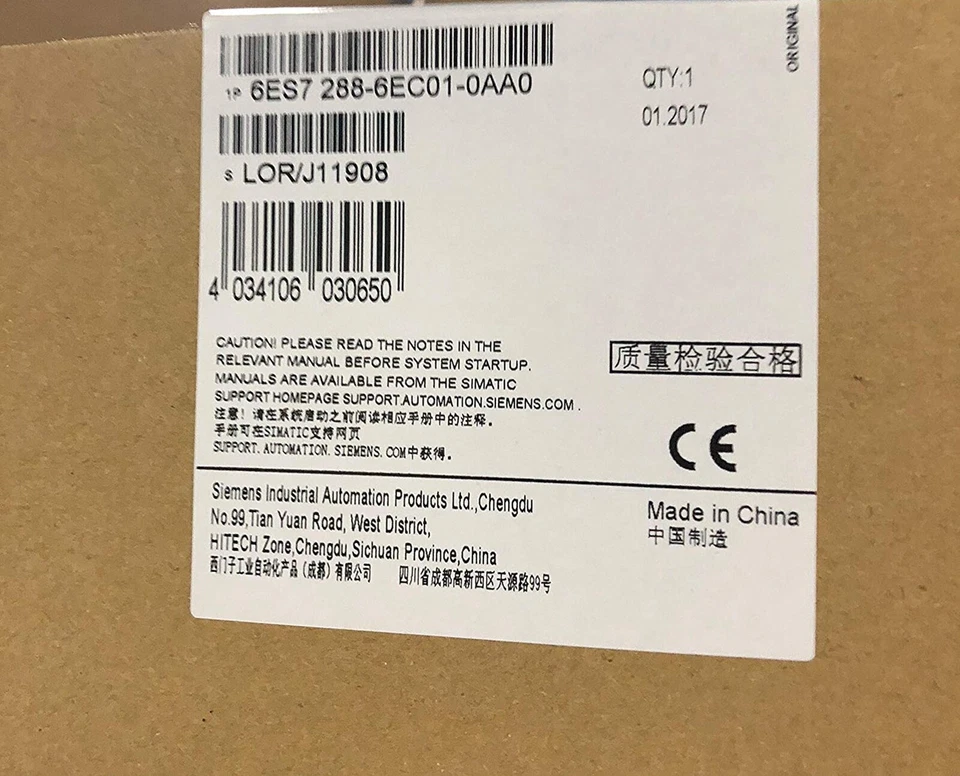 ORIGINAL
1P 6ES7 288-6EC01-0AA0
QTY:1
01.2017
S LOR/J11908
4 034106 030650
CAUTION! PLEASE READ THE NOTES IN THE
RELEVANT MANUAL BEFORE SYSTEM STARTUP.
MANUALS ARE AVAILABLE FROM THE SIMATIC
SUPPORT HOMEPAGE SUPPORT.AUTOMATION.SIEMENS.COM .
注意！请在系统启动之前阅读相应手册中的注释。
手册可在SIMATIC支持网页
SUPPORT. AUTOMATION. SIEMENS. COM中获得。
质量检验合格
CE
Siemens Industrial Automation Products Ltd.,Chengdu
No.99,Tian Yuan Road, West District,
HITECH Zone,Chengdu,Sichuan Province,China
西门子工业自动化产品（成都）有限公司 四川省成都高新西区天源路99号
Made in China
中国制造